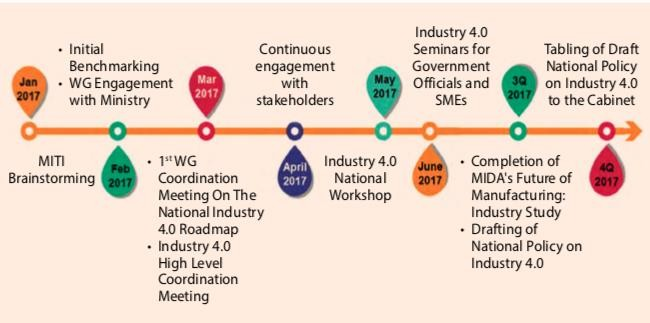 Jan
2017
MITI
Brainstorming
• Initial
Benchmarking
• WG Engagement
with Ministry
Feb
2017
Mar
2017
• 1st WG
Coordination
Meeting On The
National Industry
4.0 Roadmap
• Industry 4.0
High Level
Coordination
Meeting
Continuous
engagement
with
stakeholders
April
2017
May
2017
Industry 4.0
National
Workshop
Industry 4.0
Seminars for
Government
Officials and
SMEs
June
2017
3Q
2017
• Completion of
MIDA's Future of
Manufacturing:
Industry Study
• Drafting of
National Policy on
Industry 4.0
Tabling of Draft
National Policy
on Industry 4.0
to the Cabinet
4Q
2017